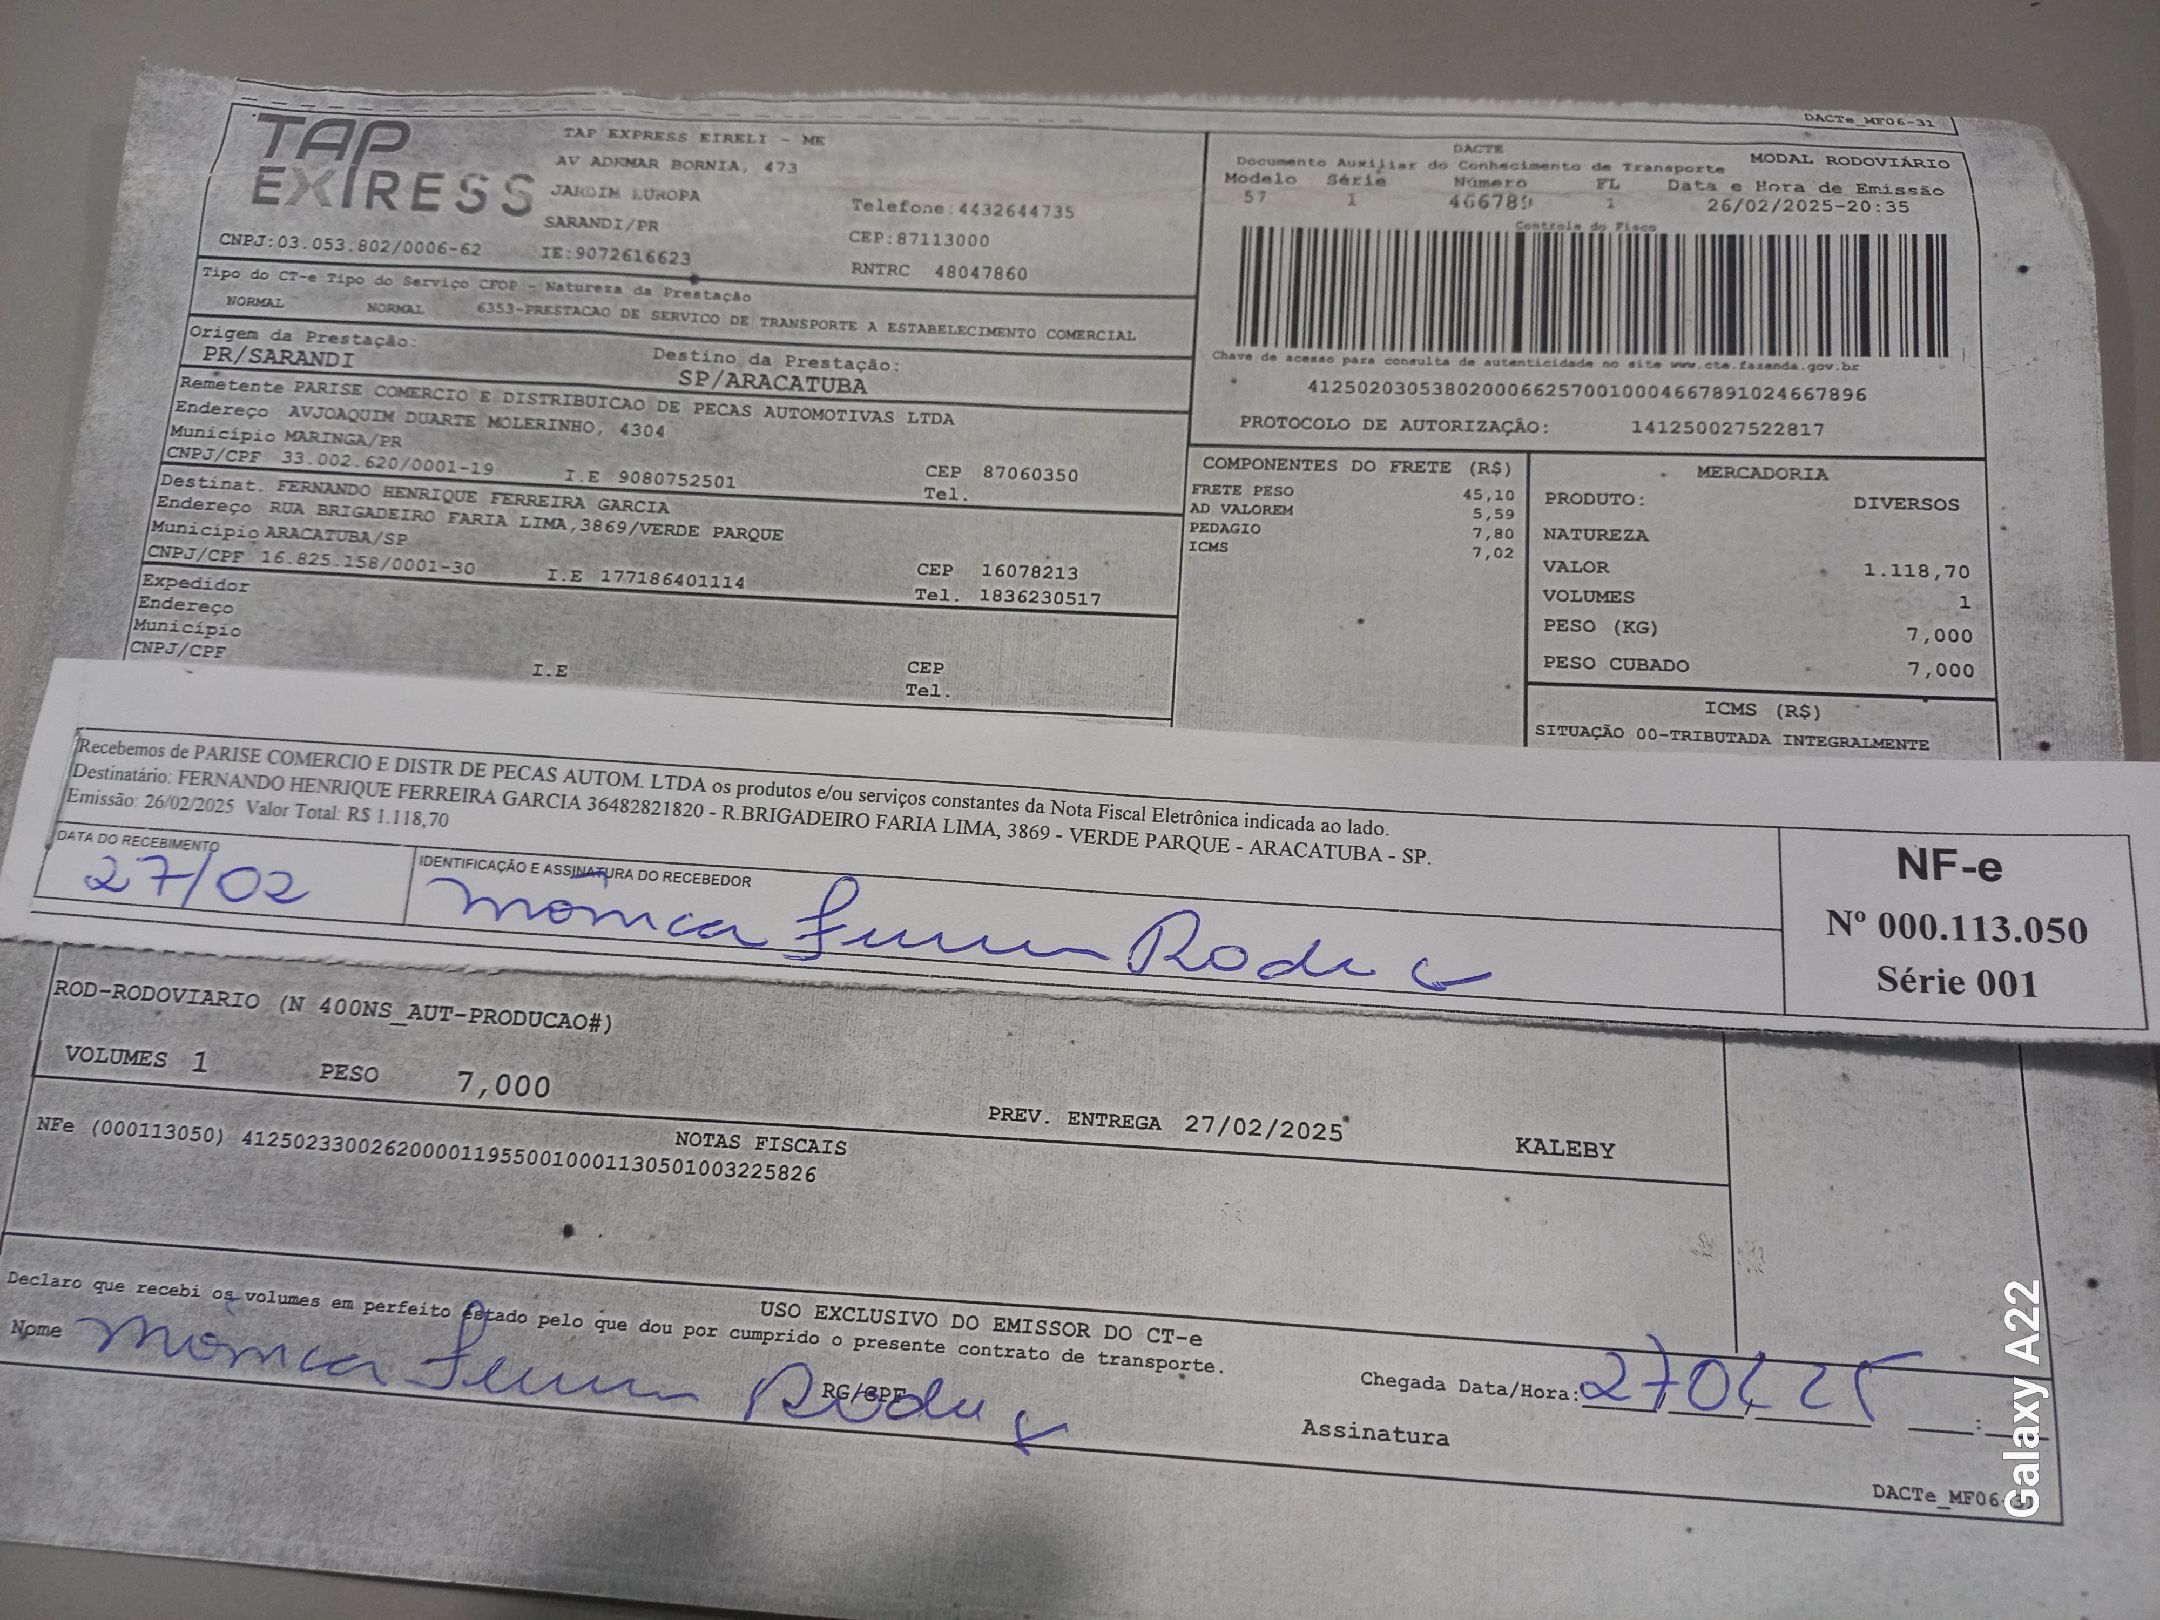 DACTe_MF06-31
TAP
EXPRESS
TAP EXPRESS EIRELI - ME
AV ADEMAR BORNIA, 473
JARDIM EUROPA
SARANDI/PR
Telefone:4432644735
CEP:87113000
RNTRC 48047860
CNPJ:03.053.802/0006-62 IE:9072616623
DACTE
Documento Auxiliar do Conhecimento de Transporte MODAL RODOVIÁRIO
Modelo Série Número FL Data e Hora de Emissão
57 1 466789 1 26/02/2025-20:35
Controle do Fisco
Chave de acesso para consulta de autenticidade no site www.cte.fazenda.gov.br
41250203053802000662570010004667891024667896
PROTOCOLO DE AUTORIZAÇÃO: 141250027522817
Tipo do CT-e Tipo do Serviço CFOP - Natureza da Prestação
NORMAL NORMAL 6353-PRESTACAO DE SERVICO DE TRANSPORTE A ESTABELECIMENTO COMERCIAL
Origem da Prestação: Destino da Prestação:
PR/SARANDI SP/ARACATUBA
Remetente PARISE COMERCIO E DISTRIBUICAO DE PECAS AUTOMOTIVAS LTDA
Endereço AVJOAQUIM DUARTE MOLERINHO, 4304
Município MARINGA/PR CEP 87060350
CNPJ/CPF 33.002.620/0001-19 I.E 9080752501 Tel.
Destinat. FERNANDO HENRIQUE FERREIRA GARCIA
Endereço RUA BRIGADEIRO FARIA LIMA,3869/VERDE PARQUE
Município ARACATUBA/SP CEP 16078213
CNPJ/CPF 16.825.158/0001-30 I.E 177186401114 Tel. 1836230517
Expedidor
Endereço
Município CEP
CNPJ/CPF I.E Tel.
COMPONENTES DO FRETE (R$)
FRETE PESO 45,10
AD VALOREM 5,59
PEDAGIO 7,80
ICMS 7,02
MERCADORIA
PRODUTO: DIVERSOS
NATUREZA
VALOR 1.118,70
VOLUMES 1
PESO (KG) 7,000
PESO CUBADO 7,000
ICMS (R$)
SITUAÇÃO 00-TRIBUTADA INTEGRALMENTE
Recebemos de PARISE COMERCIO E DISTR DE PECAS AUTOM. LTDA os produtos e/ou serviços constantes da Nota Fiscal Eletrônica indicada ao lado.
Destinatário: FERNANDO HENRIQUE FERREIRA GARCIA 36482821820 - R.BRIGADEIRO FARIA LIMA, 3869 - VERDE PARQUE - ARACATUBA - SP.
Emissão: 26/02/2025 Valor Total: R$ 1.118,70
DATA DO RECEBIMENTO IDENTIFICAÇÃO E ASSINATURA DO RECEBEDOR
27/02 Mônica
NF-e
Nº 000.113.050
Série 001
ROD-RODOVIARIO (N 400NS_AUT-PRODUCAO#)
VOLUMES 1 PESO 7,000 PREV. ENTREGA 27/02/2025 KALEBY
NOTAS FISCAIS
NFe (000113050) 41250233002620000119550010001130501003225826
USO EXCLUSIVO DO EMISSOR DO CT-e
Declaro que recebi os volumes em perfeito estado pelo que dou por cumprido o presente contrato de transporte.
Nome Mônica RG/CPF Chegada Data/Hora:
Assinatura
DACTe_MF06-31
Galaxy A22